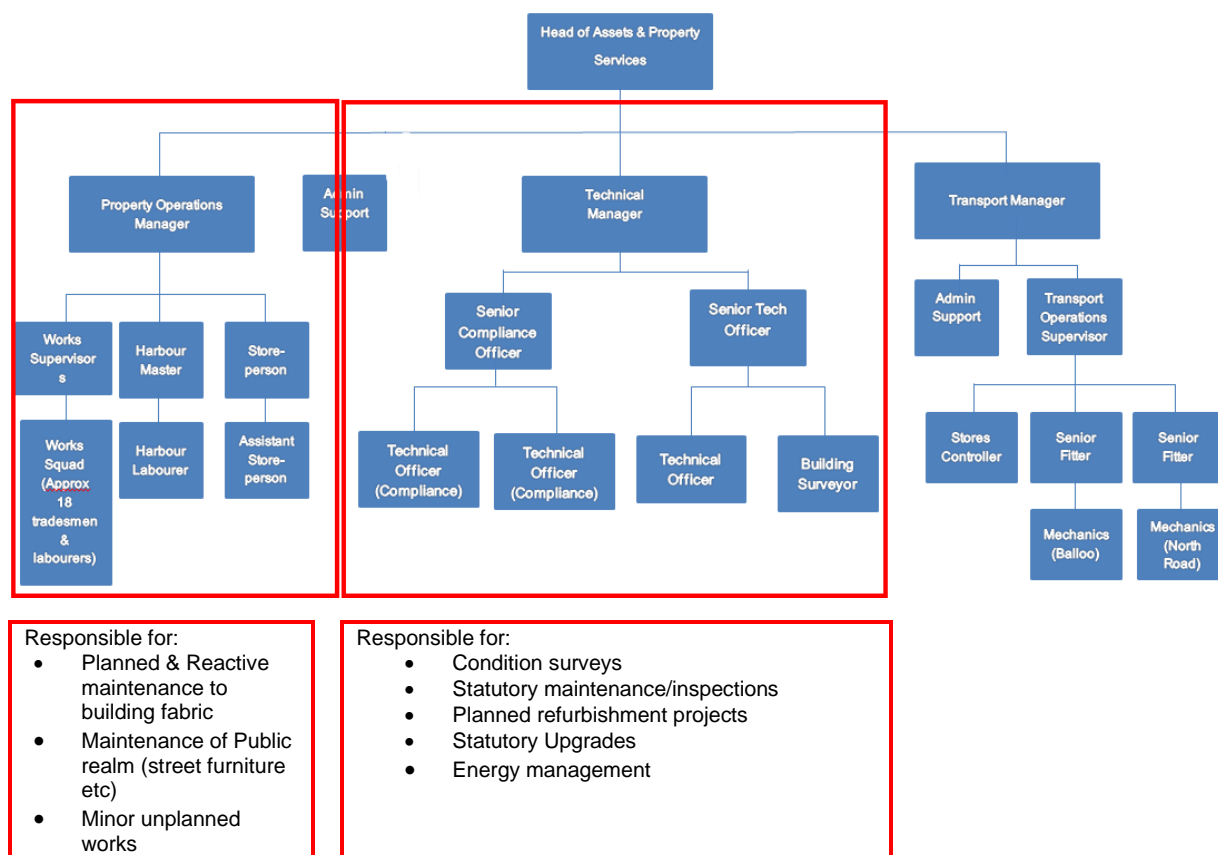 Head of Assets & Property
Services
Property Operations
Manager
Admin
Support
Technical
Manager
Transport Manager
Works
Supervisor
s
Harbour
Master
Store-
person
Senior
Compliance
Officer
Senior Tech
Officer
Admin
Support
Transport
Operations
Supervisor
Works
Squad
(Approx
18
tradesmen
&
labourers)
Harbour
Labourer
Assistant
Store-
person
Technical
Officer
(Compliance)
Technical
Officer
(Compliance)
Technical
Officer
Building
Surveyor
Stores
Controller
Senior
Fitter
Senior
Fitter
Mechanics
(Balloo)
Mechanics
(North
Road)
Responsible for:
• Planned & Reactive
maintenance to
building fabric
• Maintenance of Public
realm (street furniture
etc)
• Minor unplanned
works
Responsible for:
• Condition surveys
• Statutory maintenance/inspections
• Planned refurbishment projects
• Statutory Upgrades
• Energy management